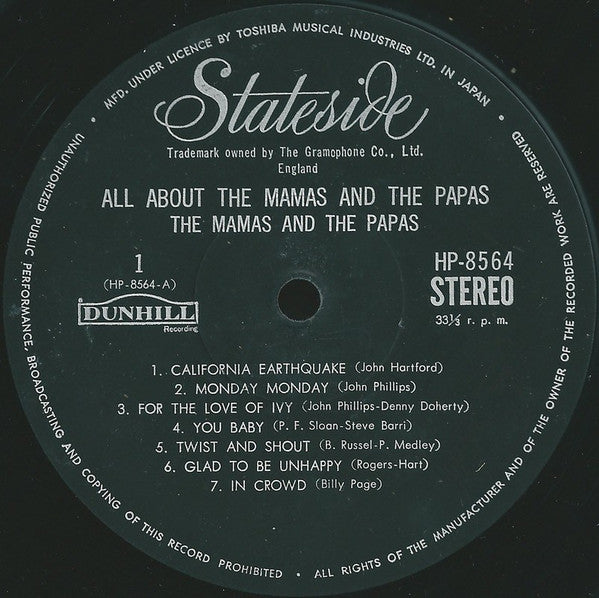 • MFD. UNDER LICENCE BY TOSHIBA MUSICAL INDUSTRIES LTD. IN JAPAN •
Stateside
Trademark owned by The Gramophone Co., Ltd.
England
ALL ABOUT THE MAMAS AND THE PAPAS
THE MAMAS AND THE PAPAS
1
(HP-8564-A)
DUNHILL
Recording
HP-8564
STEREO
33⅓ r. p. m.
1. CALIFORNIA EARTHQUAKE (John Hartford)
2. MONDAY MONDAY (John Phillips)
3. FOR THE LOVE OF IVY (John Phillips-Denny Doherty)
4. YOU BABY (P. F. Sloan-Steve Barri)
5. TWIST AND SHOUT (B. Russel-P. Medley)
6. GLAD TO BE UNHAPPY (Rogers-Hart)
7. IN CROWD (Billy Page)
UNAUTHORIZED PUBLIC PERFORMANCE, BROADCASTING AND COPYING OF THIS RECORD PROHIBITED •
ALL RIGHTS OF THE MANUFACTURER AND OF THE OWNER OF THE RECORDED WORK ARE RESERVED